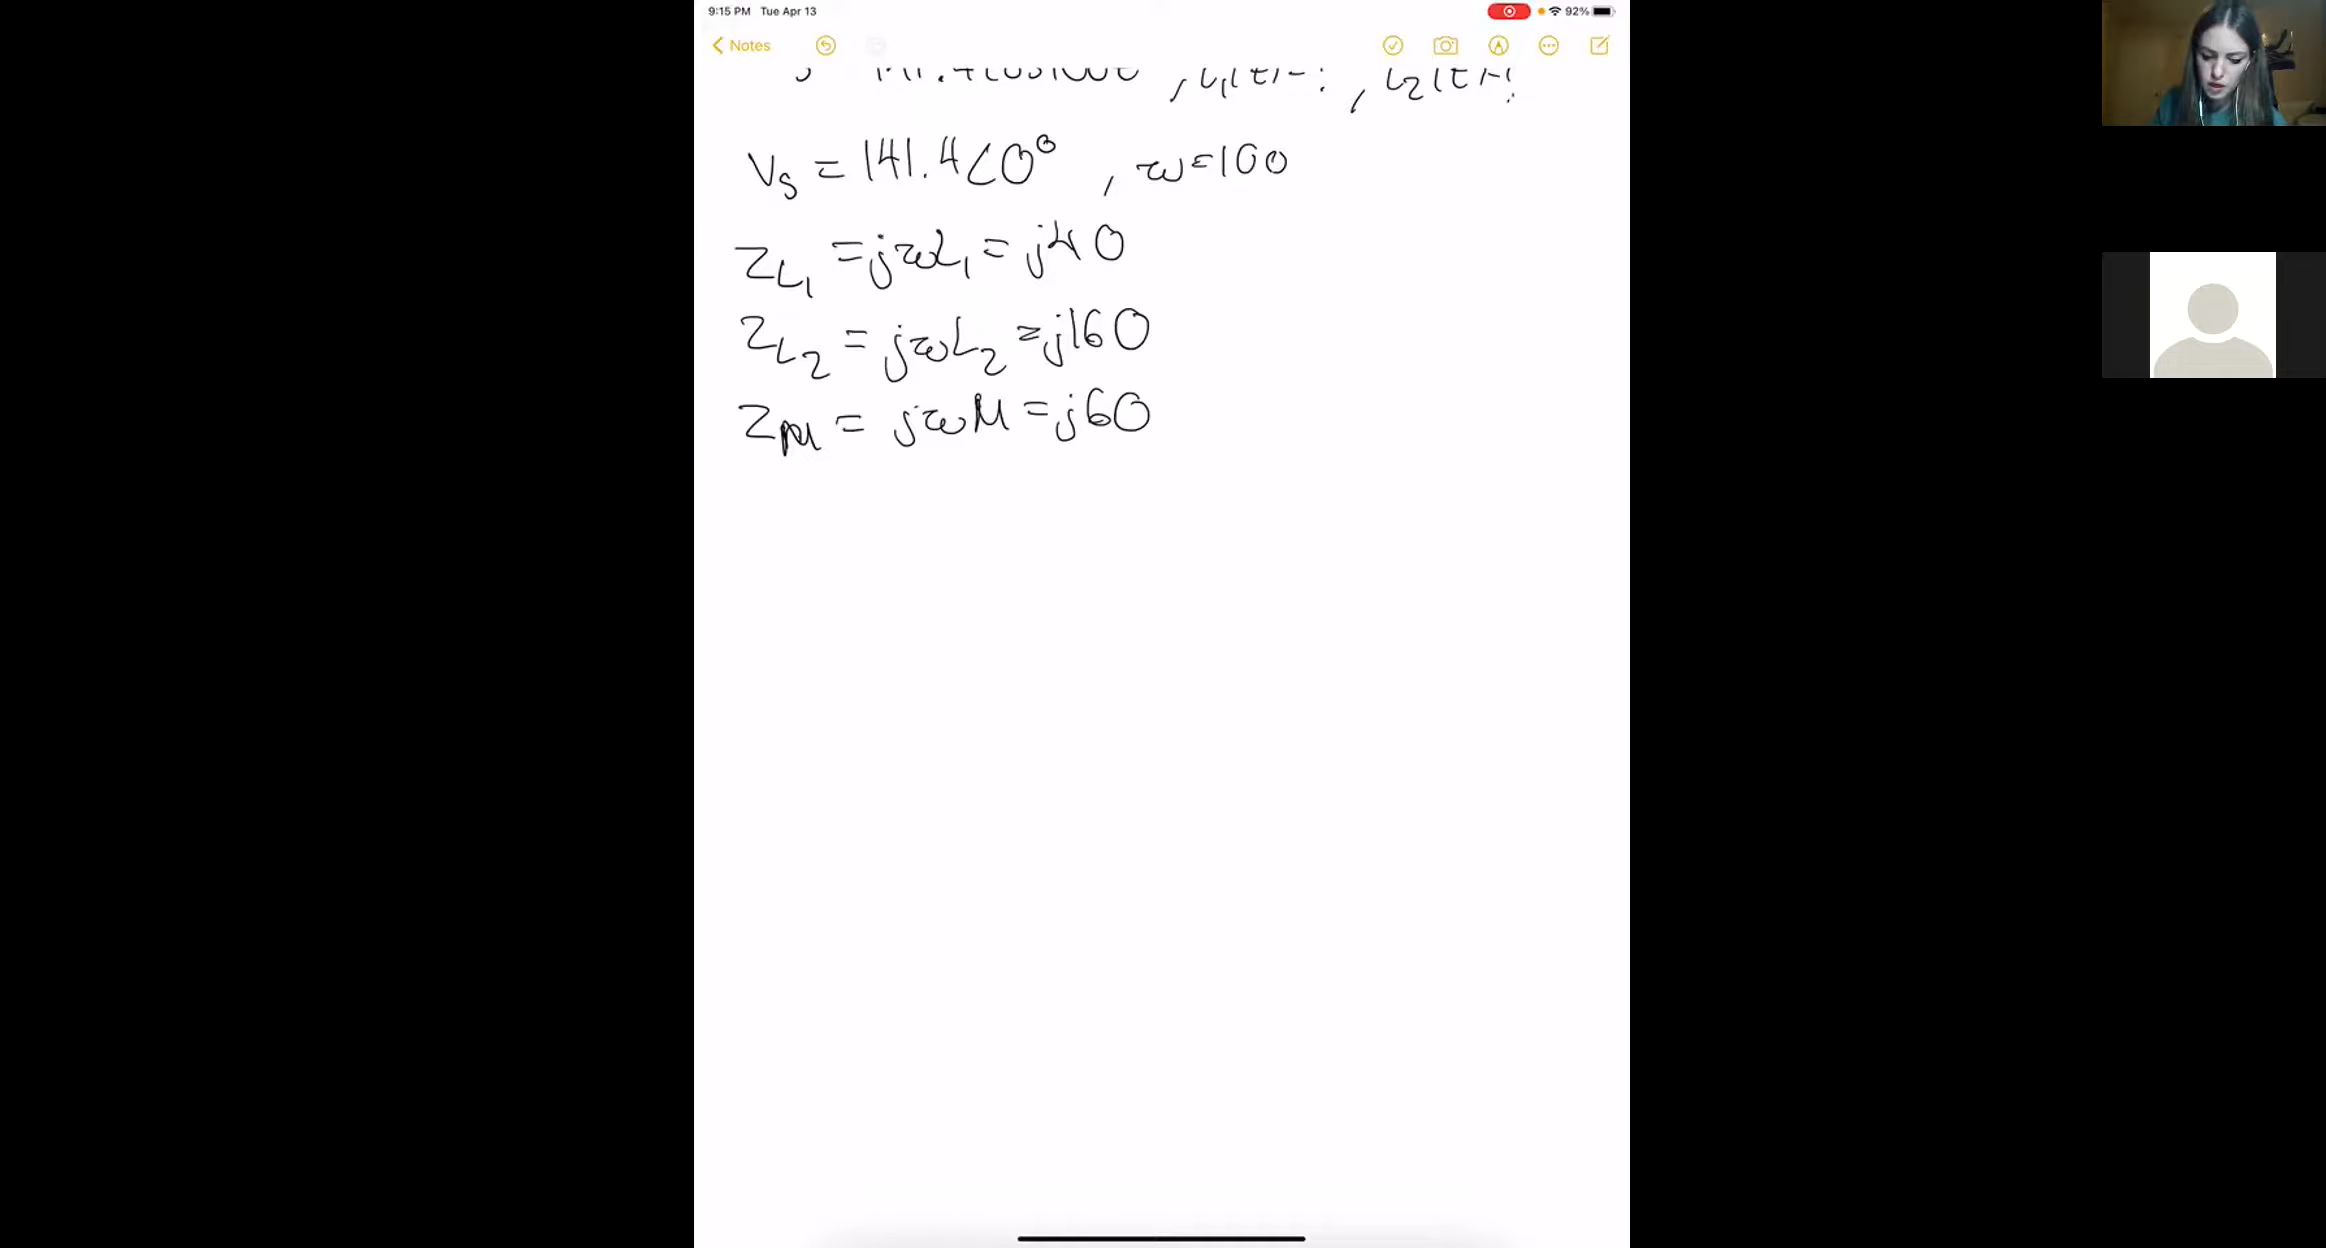 9:15 PM Tue Apr 13
92%
Notes
Vs = 141.4∠0° , ω=100
ZL₁ = jωL₁ = j40
ZL₂ = jωL₂ = j160
ZM = jωM = j60